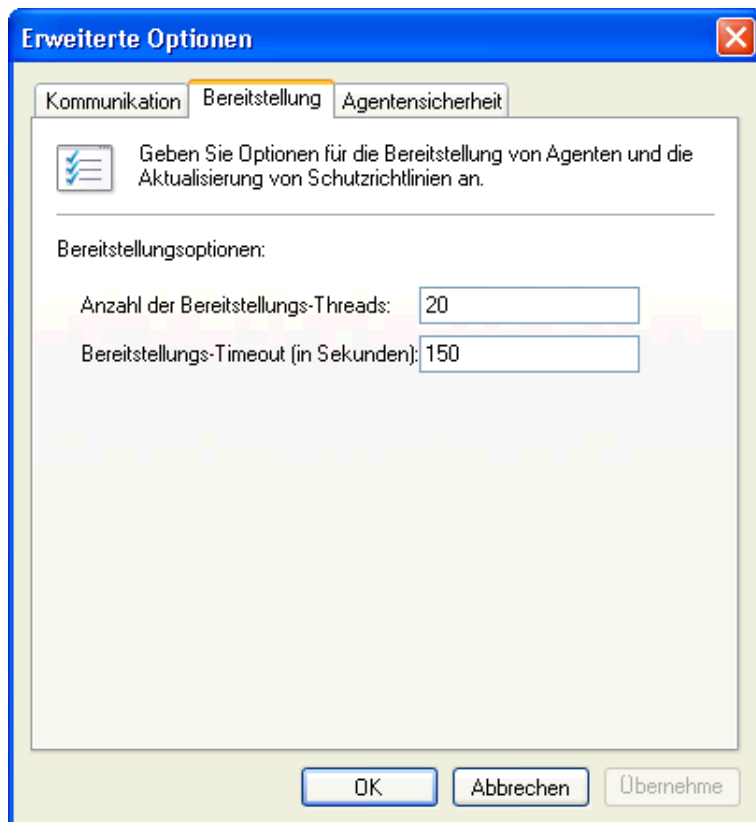 Erweiterte Optionen
Kommunikation Bereitstellung Agentensicherheit
Geben Sie Optionen für die Bereitstellung von Agenten und die
Aktualisierung von Schutzrichtlinien an.
Bereitstellungsoptionen:
Anzahl der Bereitstellungs-Threads: 20
Bereitstellungs-Timeout (in Sekunden): 150
OK Abbrechen Übernehme